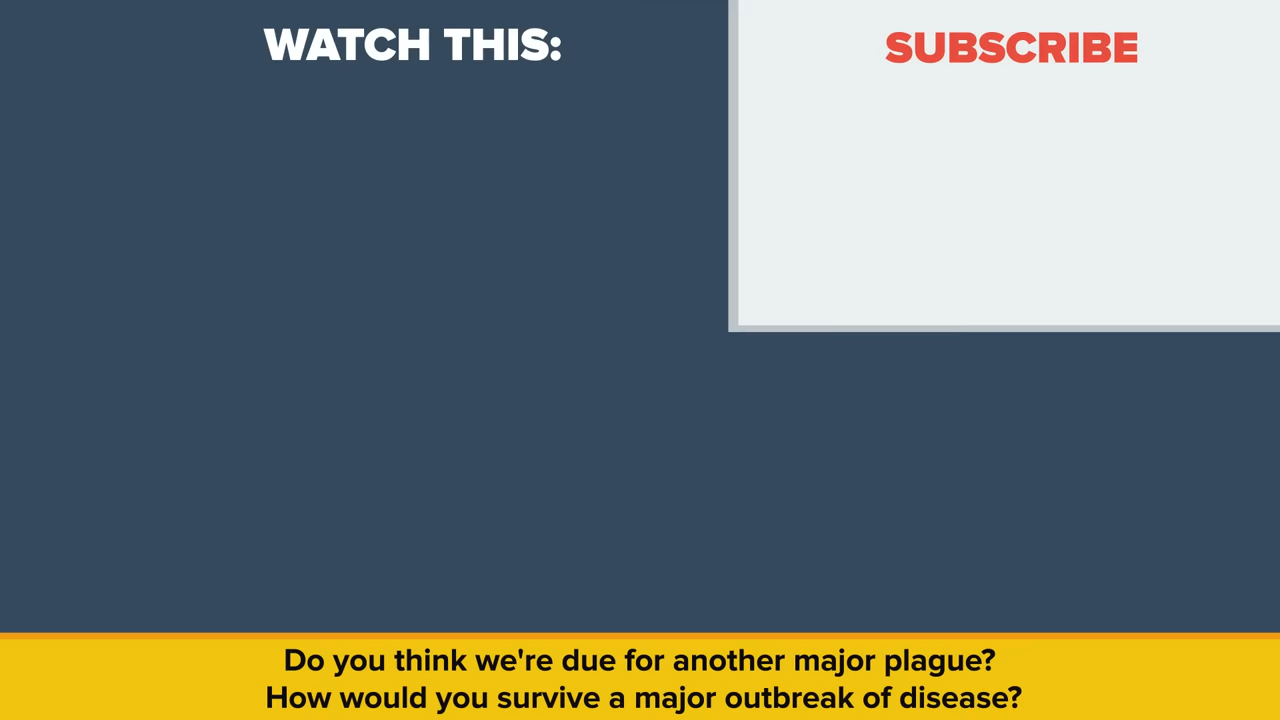 WATCH THIS:
SUBSCRIBE
Do you think we're due for another major plague?
How would you survive a major outbreak of disease?